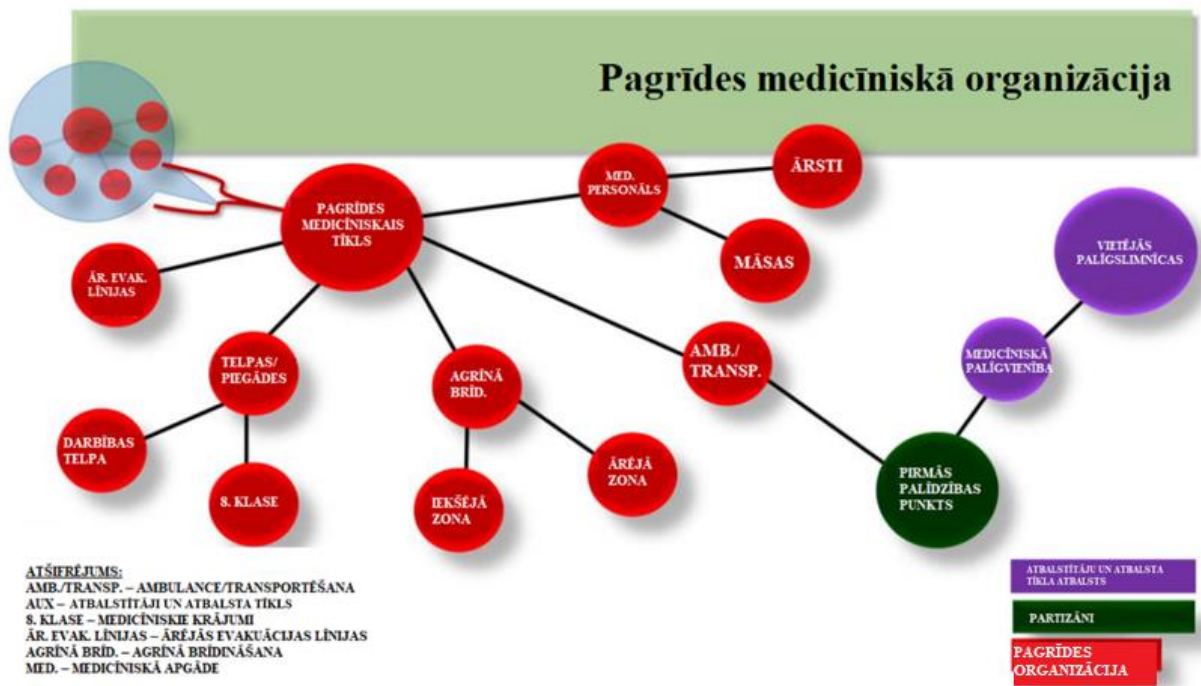 Pagrīdes medicīniskā organizācija
PAGRĪDES
MEDICĪNISKAIS
TĪKLS
MED.
PERSONĀLS
ĀRSTI
MĀSAS
VIETĒJĀS
PALĪGSLIMNĪCAS
ĀR. EVAK.
LĪNIJAS
TELPAS/
PIEGĀDES
AGRĪNĀ
BRĪD.
AMB./
TRANSP.
MEDICĪNISKĀ
PALĪGVIENĪBA
DARBĪBAS
TELPA
8. KLASE
IEKŠĒJĀ
ZONA
ĀRĒJĀ
ZONA
PIRMĀS
PALĪDZĪBAS
PUNKTS
ATŠIFRĒJUMS:
AMB./TRANSP. – AMBULANCE/TRANSPORTĒŠANA
AUX – ATBALSTĪTĀJI UN ATBALSTA TĪKLS
8. KLASE – MEDICĪNISKIE KRĀJUMI
ĀR. EVAK. LĪNIJAS – ĀRĒJĀS EVAKUĀCIJAS LĪNIJAS
AGRĪNĀ BRĪD. – AGRĪNĀ BRĪDINĀŠANA
MED. – MEDICĪNISKĀ APGĀDE
ATBALSTĪTĀJU UN ATBALSTA
TĪKLA ATBALSTS
PARTIZĀNI
PAGRĪDES
ORGANIZĀCIJA